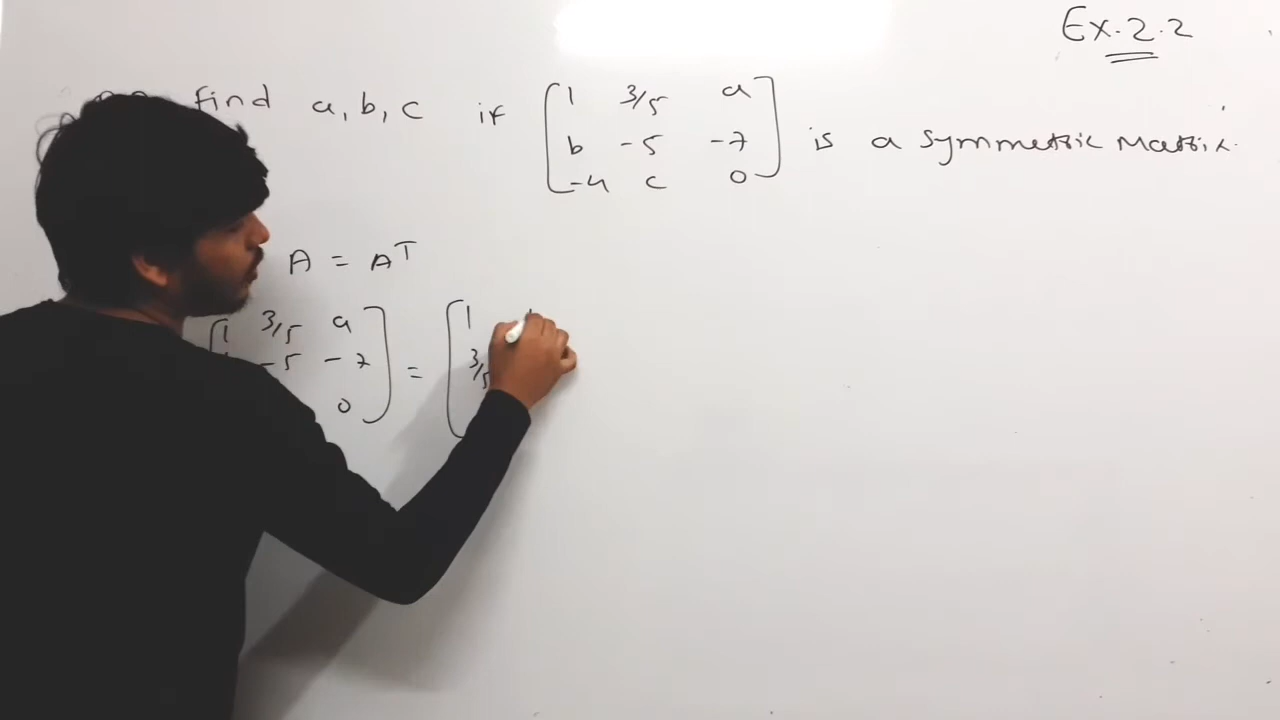 Ex.2.2
find a, b, c if [1 3/5 a
b -5 -7
-4 c 0] is a symmetric Matrix.
A = A^T
[1 3/5 a
-5 -7
0] = [1
3/5